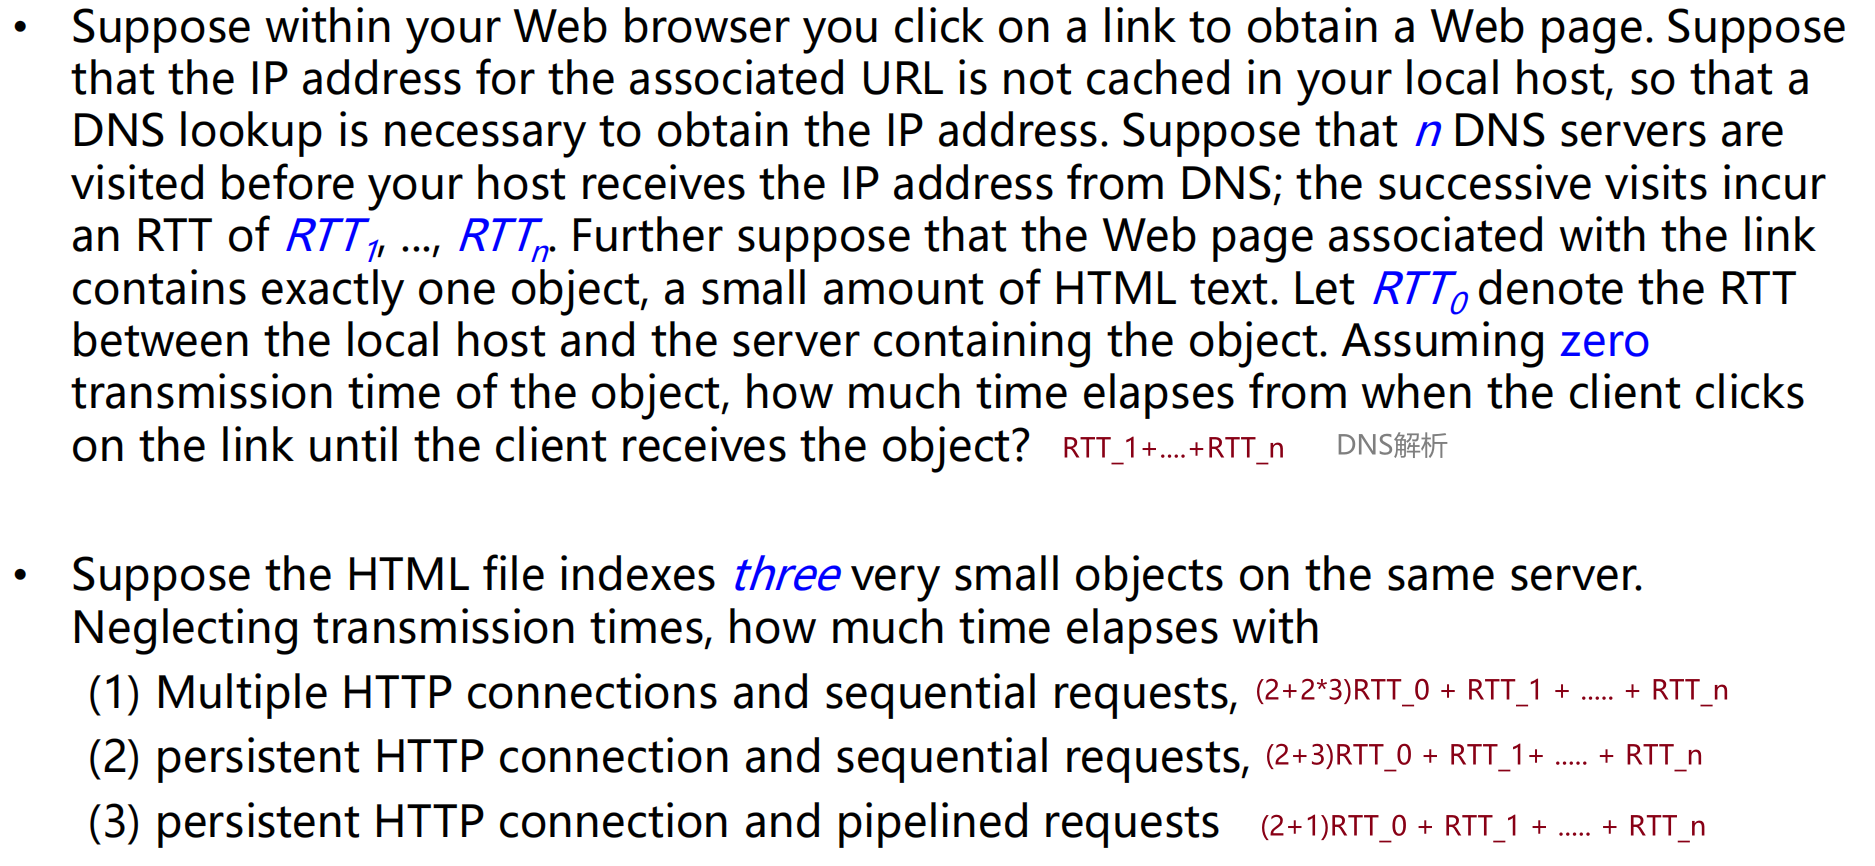 • Suppose within your Web browser you click on a link to obtain a Web page. Suppose
that the IP address for the associated URL is not cached in your local host, so that a
DNS lookup is necessary to obtain the IP address. Suppose that n DNS servers are
visited before your host receives the IP address from DNS; the successive visits incur
an RTT of RTT1, ..., RTTn. Further suppose that the Web page associated with the link
contains exactly one object, a small amount of HTML text. Let RTT0 denote the RTT
between the local host and the server containing the object. Assuming zero
transmission time of the object, how much time elapses from when the client clicks
on the link until the client receives the object? RTT_1+....+RTT_n DNS解析
• Suppose the HTML file indexes three very small objects on the same server.
Neglecting transmission times, how much time elapses with
(1) Multiple HTTP connections and sequential requests, (2+2*3)RTT_0 + RTT_1 + ..... + RTT_n
(2) persistent HTTP connection and sequential requests, (2+3)RTT_0 + RTT_1+ ..... + RTT_n
(3) persistent HTTP connection and pipelined requests (2+1)RTT_0 + RTT_1 + ..... + RTT_n